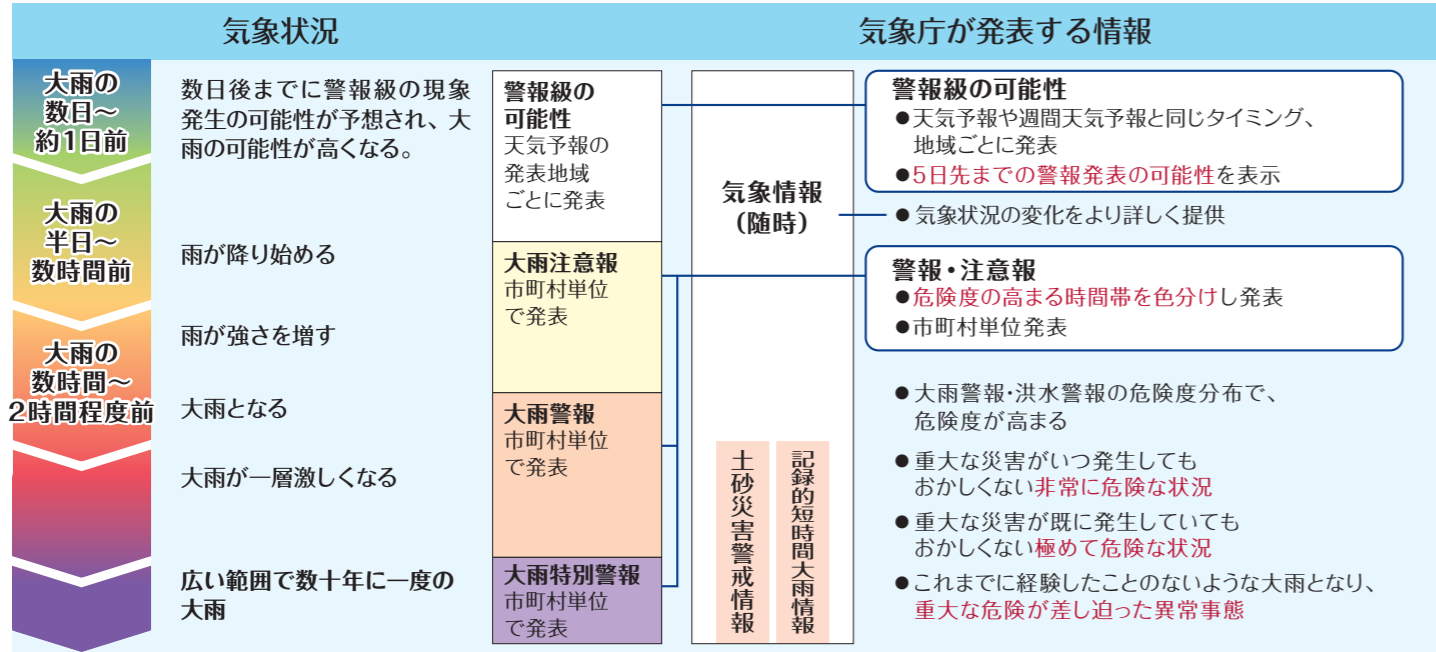 気象状況
気象庁が発表する情報
大雨の
数日～
約1日前
大雨の
半日～
数時間前
大雨の
数時間～
2時間程度前
数日後までに警報級の現象
発生の可能性が予想され、大
雨の可能性が高くなる。
雨が降り始める
雨が強さを増す
大雨となる
大雨が一層激しくなる
広い範囲で数十年に一度の
大雨
警報級の
可能性
天気予報の
発表地域
ごとに発表
大雨注意報
市町村単位
で発表
大雨警報
市町村単位
で発表
大雨特別警報
市町村単位
で発表
気象情報
（随時）
土砂災害警戒情報
記録的短時間大雨情報
警報級の可能性
●天気予報や週間天気予報と同じタイミング、
地域ごとに発表
●5日先までの警報発表の可能性を表示
●気象状況の変化をより詳しく提供
警報・注意報
●危険度の高まる時間帯を色分けし発表
●市町村単位発表
●大雨警報・洪水警報の危険度分布で、
危険度が高まる
●重大な災害がいつ発生しても
おかしくない非常に危険な状況
●重大な災害が既に発生していても
おかしくない極めて危険な状況
●これまでに経験したことのないような大雨となり、
重大な危険が差し迫った異常事態